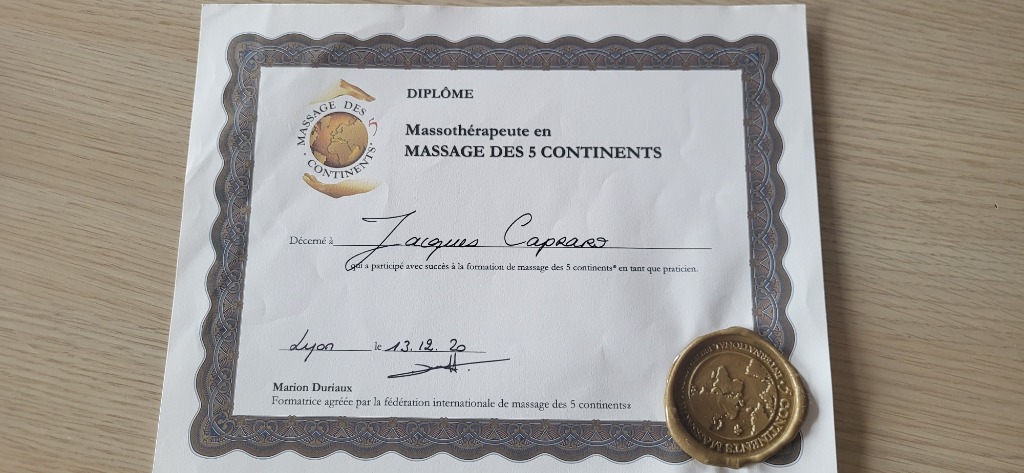 DIPLÔME
MASSAGE DES 5
CONTINENTS
Massothérapeute en
MASSAGE DES 5 CONTINENTS
Décerné à Jacques Capraro
qui a participé avec succès à la formation de massage des 5 continents® en tant que praticien.
Lyon le 13.12.20
Marion Duriaux
Formatrice agréée par la fédération internationale de massage des 5 continents®